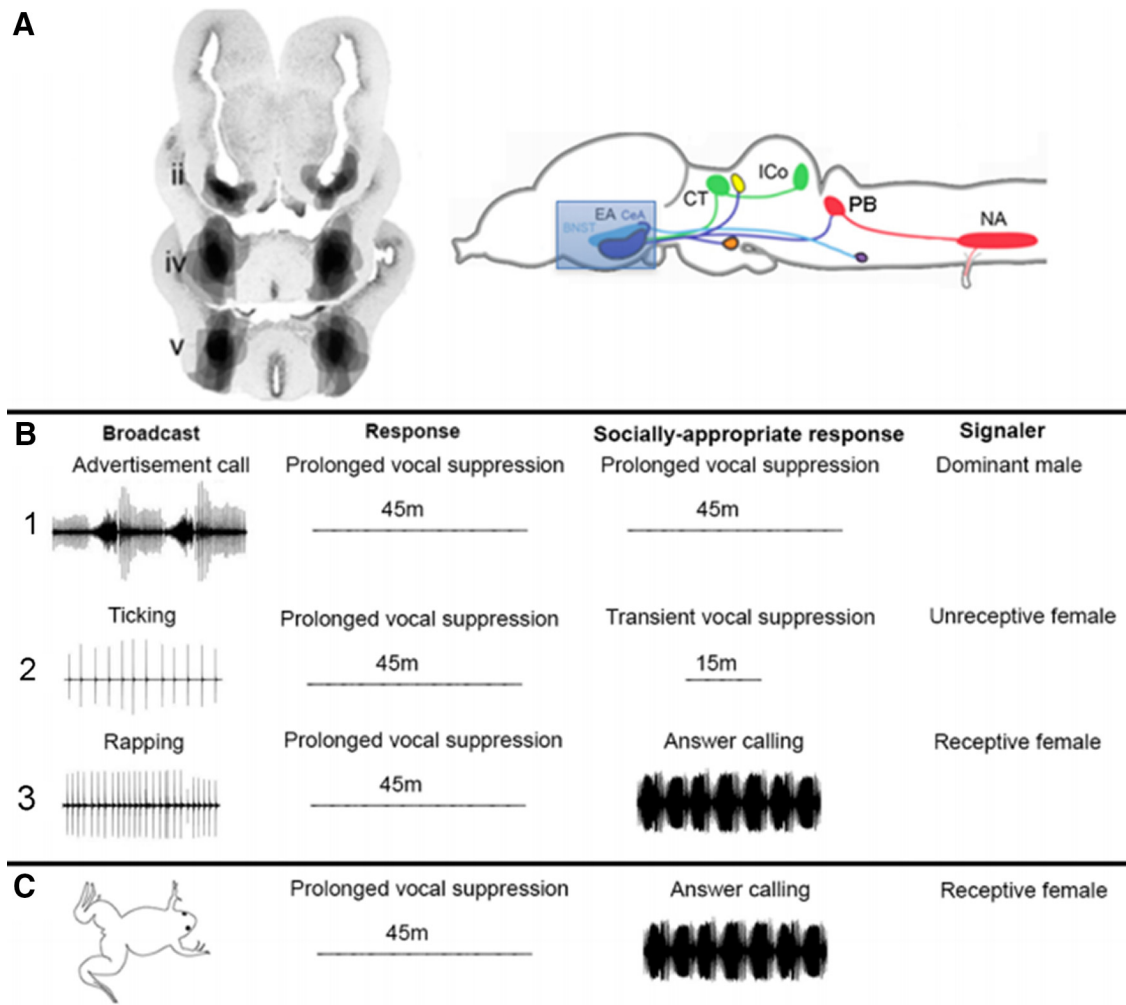 A
ii
iv
v
CT
ICo
EA CeA
BNST
PB
NA
B
Broadcast Response Socially-appropriate response Signaler
Advertisement call Prolonged vocal suppression Prolonged vocal suppression Dominant male
1 45m 45m
Ticking Prolonged vocal suppression Transient vocal suppression Unreceptive female
2 45m 15m
Rapping Prolonged vocal suppression Answer calling Receptive female
3 45m
C
Prolonged vocal suppression Answer calling Receptive female
45m